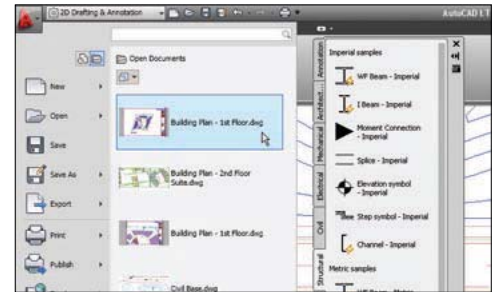 2D Drafting & Annotation
AutoCAD LT
Open Documents
New
Open
Save
Save As
Export
Print
Publish
Building Plan - 1st Floor.dwg
Building Plan - 2nd Floor
Suite.dwg
Building Plan - 1st Floor.dwg
Civil Base.dwg
Annotation
Architect...
Mechanical
Electrical
Civil
Structural
Imperial samples
WF Beam - Imperial
I Beam - Imperial
Moment Connection
- Imperial
Splice - Imperial
Elevation symbol
- Imperial
Step symbol - Imperial
Channel - Imperial
Metric samples